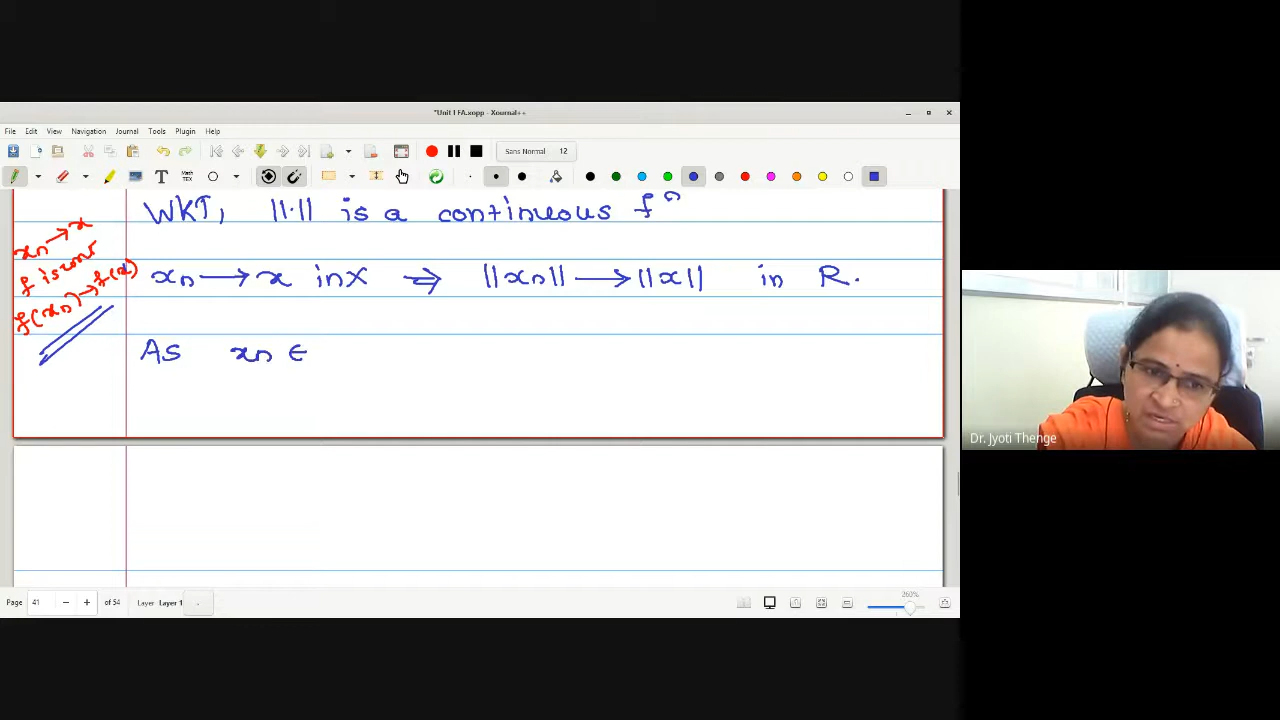 *Unit I FA.xopp - Xournal++
File Edit View Navigation Journal Tools Plugin Help
Sans Normal 12
WKT, ||·|| is a continuous fⁿ
xn → x
f is cont
f(xn) → f(x)
xn → x in X ⇒ ||xn|| → ||x|| in R.
As xn ∈
Dr. Jyoti Thenge
Page 41 of 54 Layer Layer 1
260%